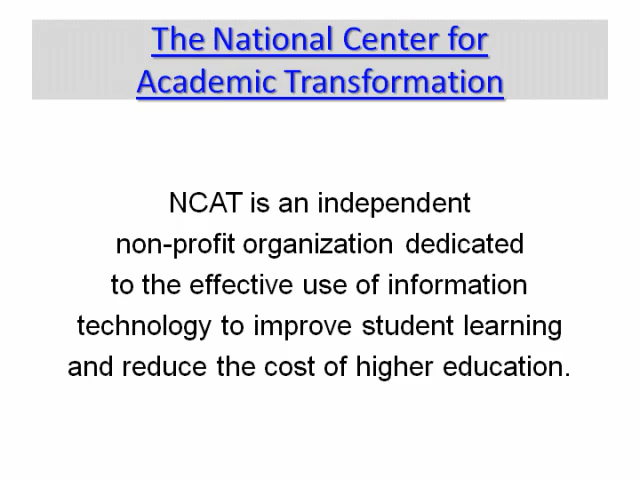 The National Center for
Academic Transformation
NCAT is an independent
non-profit organization dedicated
to the effective use of information
technology to improve student learning
and reduce the cost of higher education.